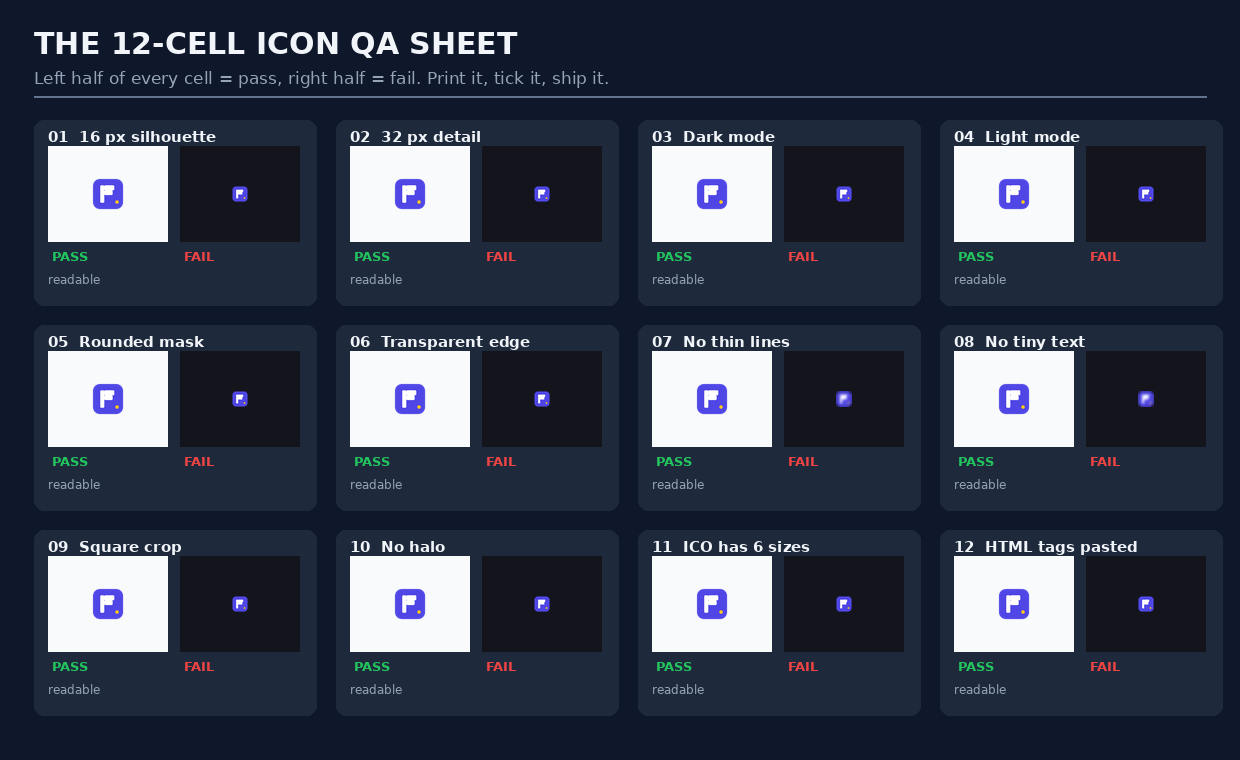 THE 12-CELL ICON QA SHEET
Left half of every cell = pass, right half = fail. Print it, tick it, ship it.
01 16 px silhouette
PASS FAIL
readable
02 32 px detail
PASS FAIL
readable
03 Dark mode
PASS FAIL
readable
04 Light mode
PASS FAIL
readable
05 Rounded mask
PASS FAIL
readable
06 Transparent edge
PASS FAIL
readable
07 No thin lines
PASS FAIL
readable
08 No tiny text
PASS FAIL
readable
09 Square crop
PASS FAIL
readable
10 No halo
PASS FAIL
readable
11 ICO has 6 sizes
PASS FAIL
readable
12 HTML tags pasted
PASS FAIL
readable